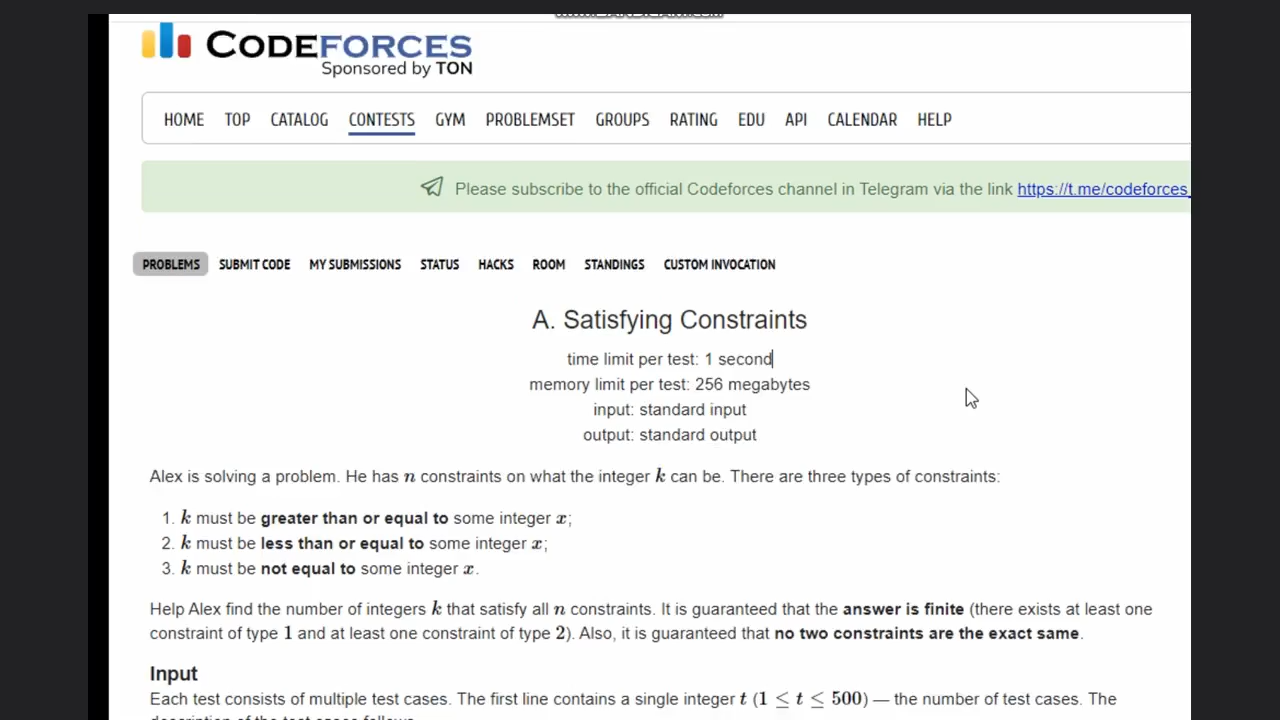 www.BANDICAM.com
CODEFORCES
Sponsored by TON
HOME TOP CATALOG CONTESTS GYM PROBLEMSET GROUPS RATING EDU API CALENDAR HELP
Please subscribe to the official Codeforces channel in Telegram via the link https://t.me/codeforces_
PROBLEMS SUBMIT CODE MY SUBMISSIONS STATUS HACKS ROOM STANDINGS CUSTOM INVOCATION
A. Satisfying Constraints
time limit per test: 1 second
memory limit per test: 256 megabytes
input: standard input
output: standard output
Alex is solving a problem. He has n constraints on what the integer k can be. There are three types of constraints:
1. k must be greater than or equal to some integer x;
2. k must be less than or equal to some integer x;
3. k must be not equal to some integer x.
Help Alex find the number of integers k that satisfy all n constraints. It is guaranteed that the answer is finite (there exists at least one
constraint of type 1 and at least one constraint of type 2). Also, it is guaranteed that no two constraints are the exact same.
Input
Each test consists of multiple test cases. The first line contains a single integer t (1 ≤ t ≤ 500) — the number of test cases. The
description of the test cases follows.